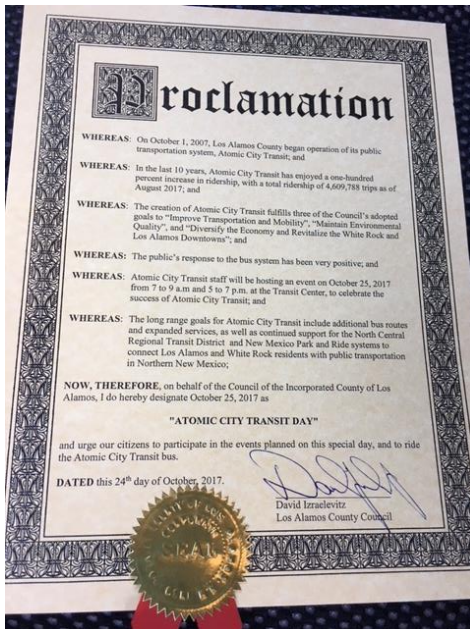 Proclamation
WHEREAS: On October 1, 2007, Los Alamos County began operation of its public
transportation system, Atomic City Transit; and
WHEREAS: In the last 10 years, Atomic City Transit has enjoyed a one-hundred
percent increase in ridership, with a total ridership of 4,609,788 trips as of
August 2017; and
WHEREAS: The creation of Atomic City Transit fulfills three of the Council's adopted
goals to "Improve Transportation and Mobility", "Maintain Environmental
Quality", and "Diversify the Economy and Revitalize the White Rock and
Los Alamos Downtowns"; and
WHEREAS: The public's response to the bus system has been very positive; and
WHEREAS: Atomic City Transit staff will be hosting an event on October 25, 2017
from 7 to 9 a.m and 5 to 7 p.m. at the Transit Center, to celebrate the
success of Atomic City Transit; and
WHEREAS: The long range goals for Atomic City Transit include additional bus routes
and expanded services, as well as continued support for the North Central
Regional Transit District and New Mexico Park and Ride systems to
connect Los Alamos and White Rock residents with public transportation
in Northern New Mexico;
NOW, THEREFORE, on behalf of the Council of the Incorporated County of Los
Alamos, I do hereby designate October 25, 2017 as
"ATOMIC CITY TRANSIT DAY"
and urge our citizens to participate in the events planned on this special day, and to ride
the Atomic City Transit bus.
DATED this 24th day of October, 2017.
David Izraelevitz
Los Alamos County Council
SEAL